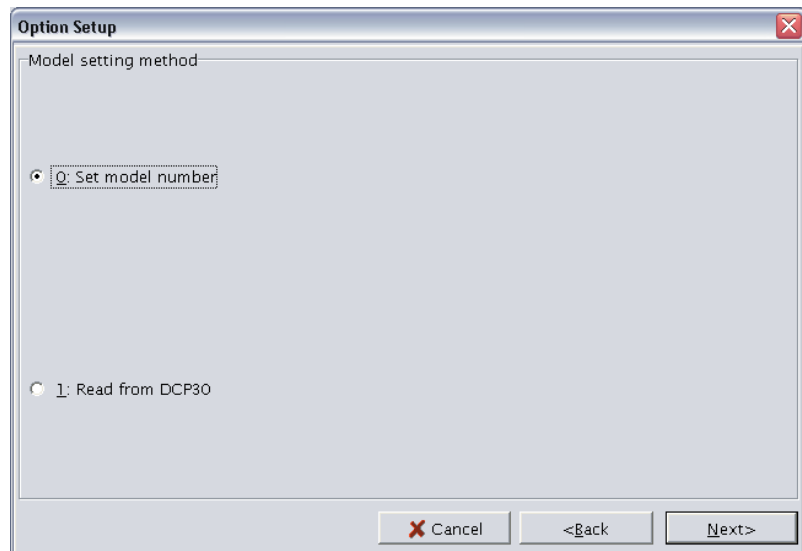 Option Setup
Model setting method
0: Set model number
1: Read from DCP30
Cancel <Back Next>